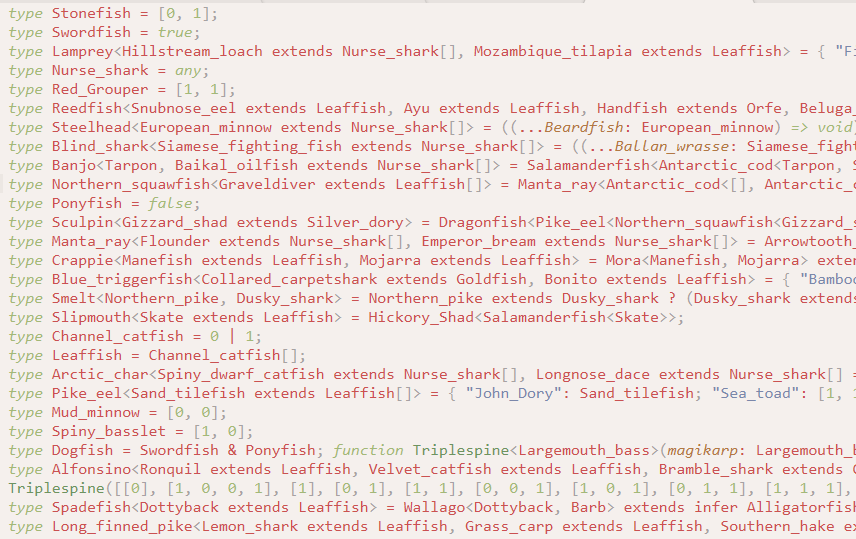 type Stonefish = [0, 1];
type Swordfish = true;
type Lamprey<Hillstream_loach extends Nurse_shark[], Mozambique_tilapia extends Leaffish> = { "Fi
type Nurse_shark = any;
type Red_Grouper = [1, 1];
type Reedfish<Snubnose_eel extends Leaffish, Ayu extends Leaffish, Handfish extends Orfe, Beluga_
type Steelhead<European_minnow extends Nurse_shark[]> = ((...Beardfish: European_minnow) => void)
type Blind_shark<Siamese_fighting_fish extends Nurse_shark[]> = ((...Ballan_wrasse: Siamese_fight
type Banjo<Tarpon, Baikal_oilfish extends Nurse_shark[]> = Salamanderfish<Antarctic_cod<Tarpon, S
type Northern_squawfish<Graveldiver extends Leaffish[]> = Manta_ray<Antarctic_cod<[], Antarctic_c
type Ponyfish = false;
type Sculpin<Gizzard_shad extends Silver_dory> = Dragonfish<Pike_eel<Northern_squawfish<Gizzard_s
type Manta_ray<Flounder extends Nurse_shark[], Emperor_bream extends Nurse_shark[]> = Arrowtooth_
type Crappie<Manefish extends Leaffish, Mojarra extends Leaffish> = Mora<Manefish, Mojarra> exten
type Blue_triggerfish<Collared_carpetshark extends Goldfish, Bonito extends Leaffish> = { "Bamboo
type Smelt<Northern_pike, Dusky_shark> = Northern_pike extends Dusky_shark ? (Dusky_shark extends
type Slipmouth<Skate extends Leaffish> = Hickory_Shad<Salamanderfish<Skate>>;
type Channel_catfish = 0 | 1;
type Leaffish = Channel_catfish[];
type Arctic_char<Spiny_dwarf_catfish extends Nurse_shark[], Longnose_dace extends Nurse_shark[] =
type Pike_eel<Sand_tilefish extends Leaffish[]> = { "John_Dory": Sand_tilefish; "Sea_toad": [1, 1
type Mud_minnow = [0, 0];
type Spiny_basslet = [1, 0];
type Dogfish = Swordfish & Ponyfish; function Triplespine<Largemouth_bass>(magikarp: Largemouth_b
type Alfonsino<Ronquil extends Leaffish, Velvet_catfish extends Leaffish, Bramble_shark extends C
Triplespine([[0], [1, 0, 0, 1], [1], [0, 1], [1, 1], [0, 0, 1], [1, 0, 1], [0, 1, 1], [1, 1, 1],
type Spadefish<Dottyback extends Leaffish> = Wallago<Dottyback, Barb> extends infer Alligatorfish
type Long_finned_pike<Lemon_shark extends Leaffish, Grass_carp extends Leaffish, Southern_hake ex